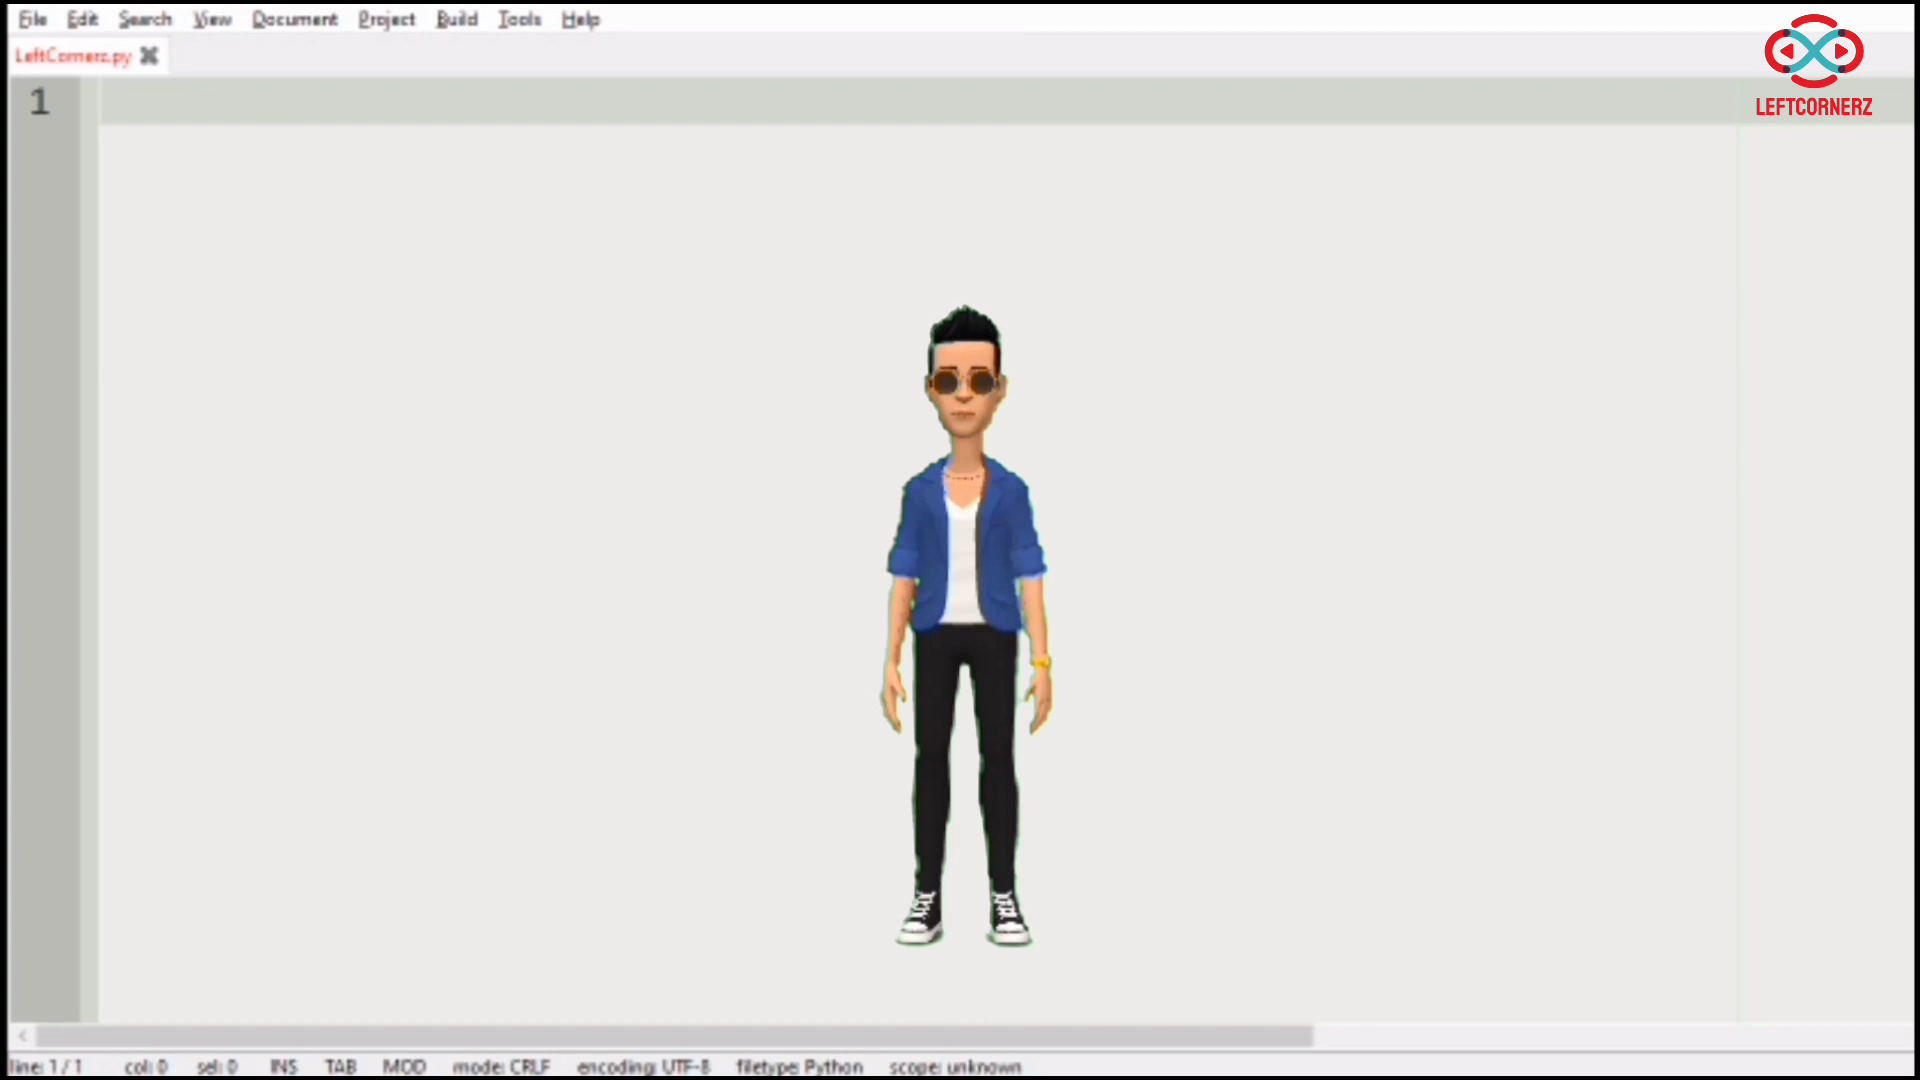 File Edit Search View Document Project Build Tools Help
LeftCornerz.py
LEFTCORNERZ
1
line: 1 / 1 col: 0 sel: 0 INS TAB MOD mode: CRLF encoding: UTF-8 filetype: Python scope: unknown